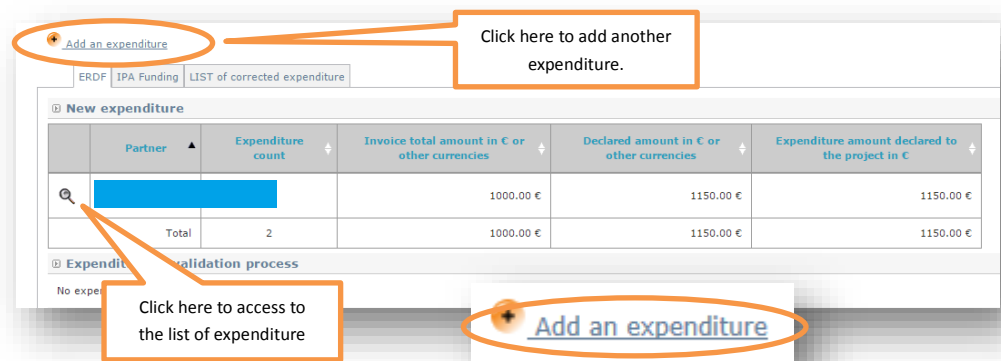 Add an expenditure
Click here to add another
expenditure.
ERDF IPA Funding LIST of corrected expenditure
New expenditure
Partner Expenditure count Invoice total amount in € or other currencies Declared amount in € or other currencies Expenditure amount declared to the project in €
1000.00 € 1150.00 € 1150.00 €
Total 2 1000.00 € 1150.00 € 1150.00 €
Click here to access to
the list of expenditure
Add an expenditure